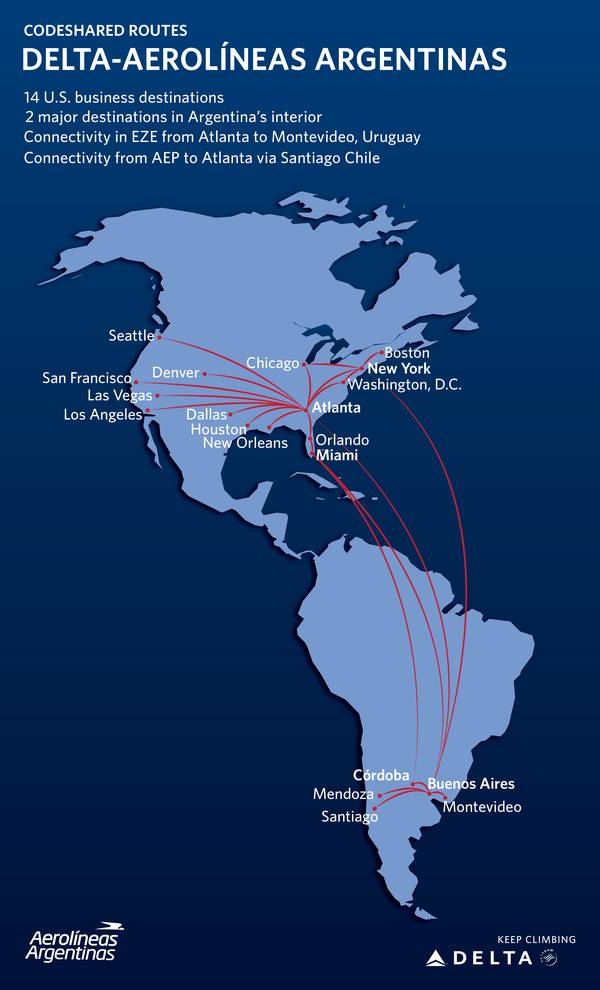 CODESHARED ROUTES
DELTA-AEROLÍNEAS ARGENTINAS
14 U.S. business destinations
2 major destinations in Argentina's interior
Connectivity in EZE from Atlanta to Montevideo, Uruguay
Connectivity from AEP to Atlanta via Santiago Chile
Seattle
Chicago
Boston
New York
Denver
San Francisco
Washington, D.C.
Las Vegas
Atlanta
Los Angeles
Dallas
Houston
New Orleans
Orlando
Miami
Córdoba
Buenos Aires
Mendoza
Montevideo
Santiago
Aerolíneas
Argentinas
KEEP CLIMBING
DELTA